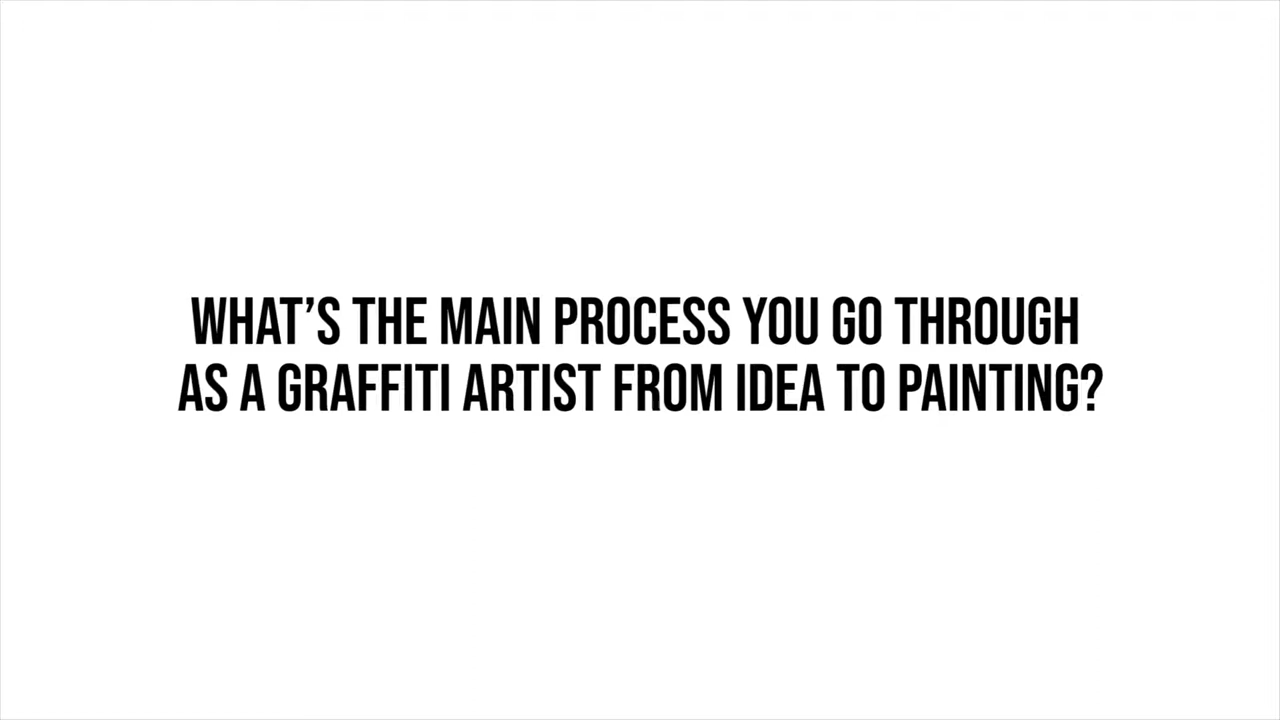 WHAT’S THE MAIN PROCESS YOU GO THROUGH
AS A GRAFFITI ARTIST FROM IDEA TO PAINTING?